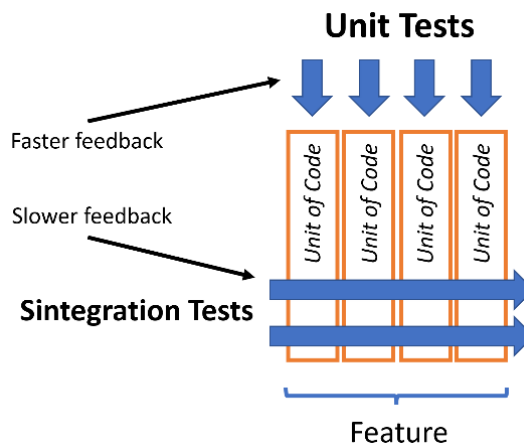 Unit Tests
Faster feedback
Slower feedback
Unit of Code
Unit of Code
Unit of Code
Unit of Code
Sintegration Tests
Feature